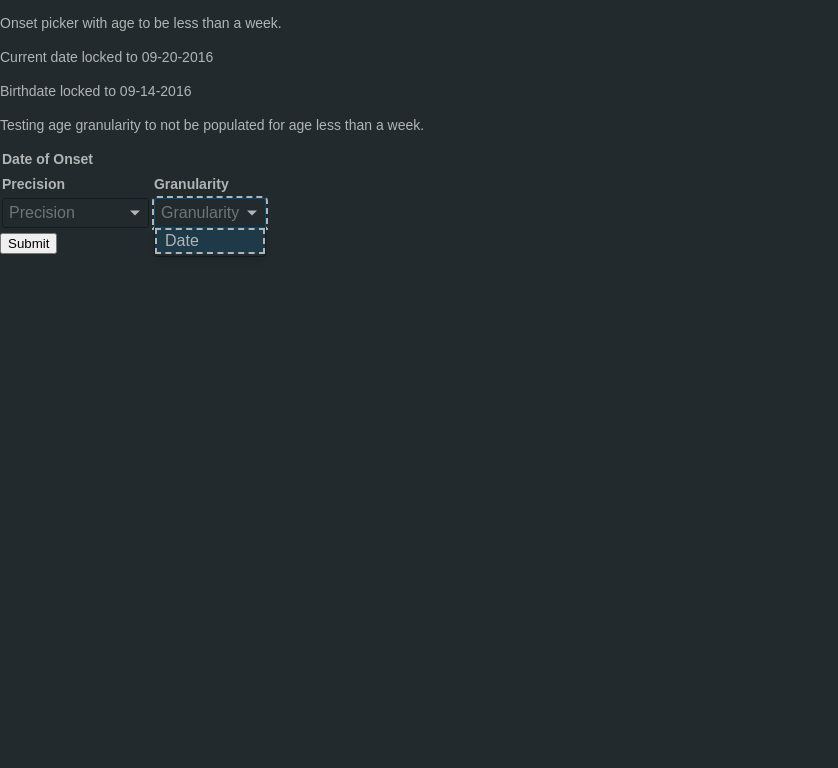 Onset picker with age to be less than a week.
Current date locked to 09-20-2016
Birthdate locked to 09-14-2016
Testing age granularity to not be populated for age less than a week.
Date of Onset
Precision Granularity
Precision Granularity
Submit Date